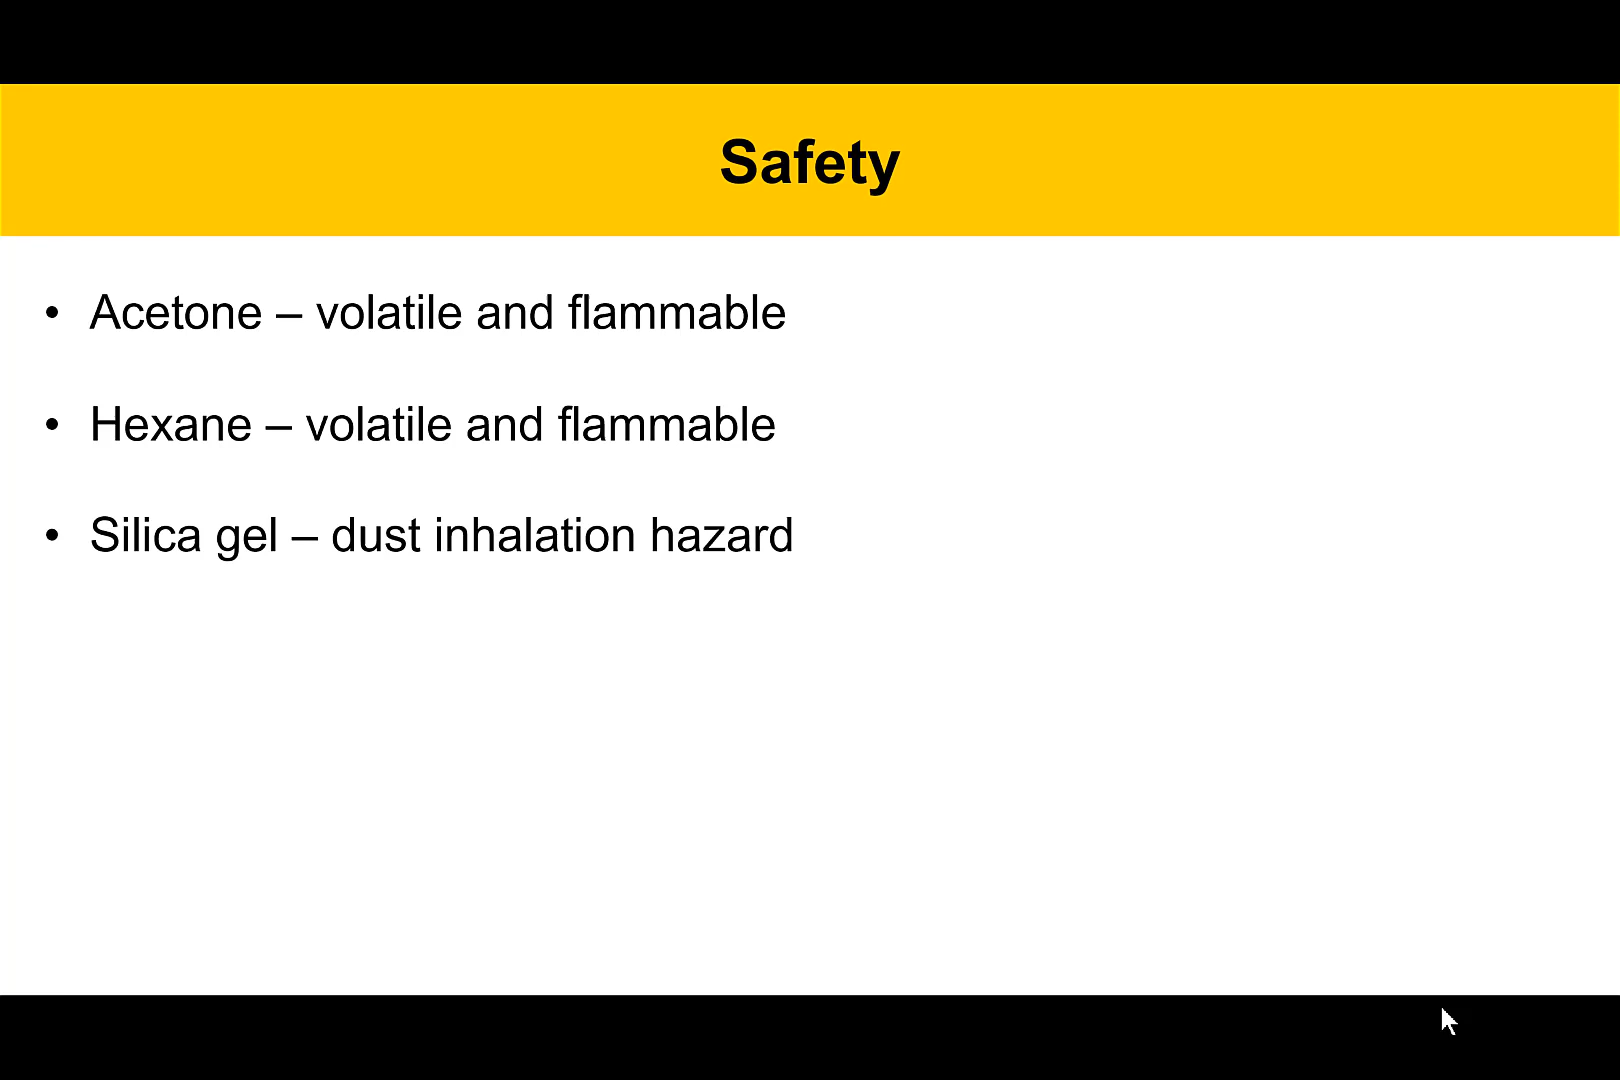 Safety
• Acetone – volatile and flammable
• Hexane – volatile and flammable
• Silica gel – dust inhalation hazard